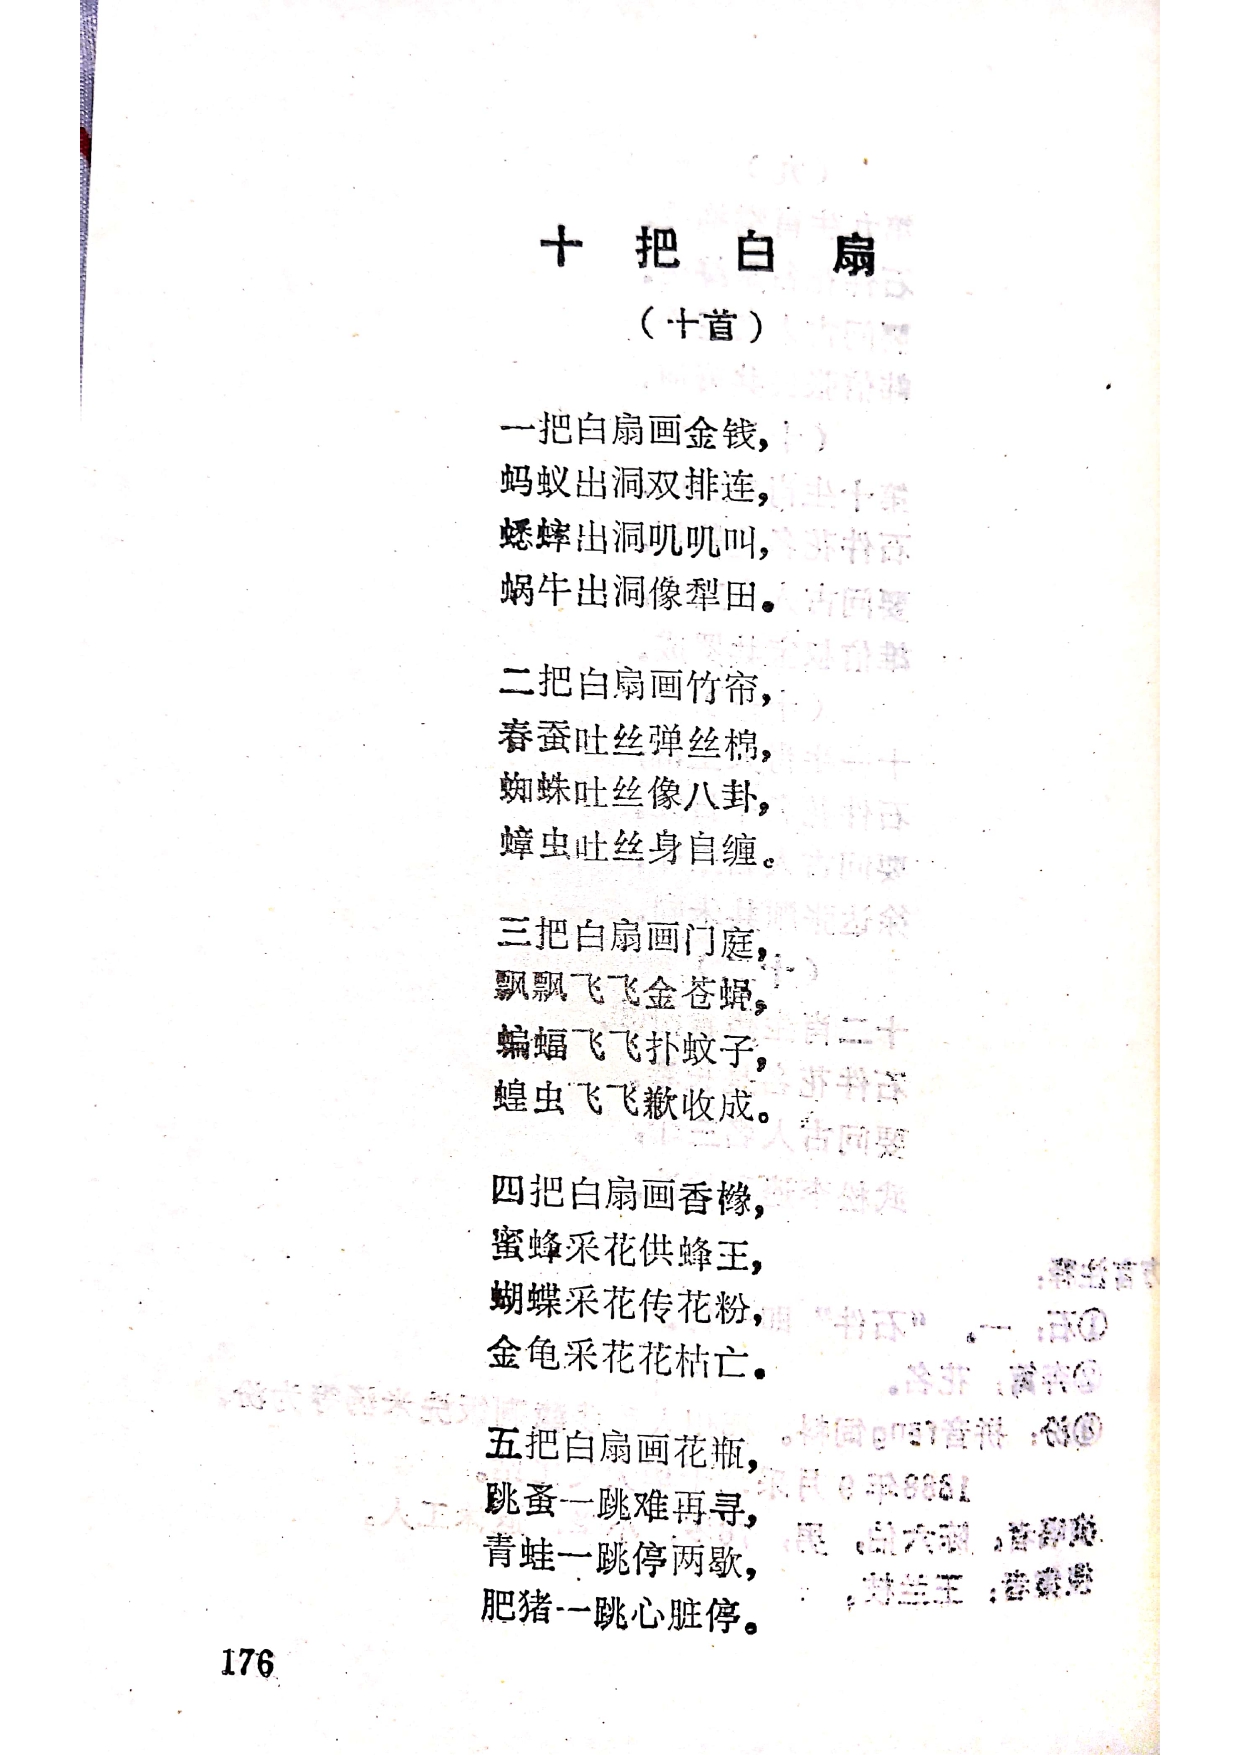 十把白扇
（十首）
一把白扇画金钱，
蚂蚁出洞双排连，
蟋蟀出洞叽叽叫，
蜗牛出洞像犁田。
二把白扇画竹帘，
春蚕吐丝弹丝棉，
蜘蛛吐丝像八卦，
蟑虫吐丝身自缠。
三把白扇画门庭，
飘飘飞飞金苍蝇，
蝙蝠飞飞扑蚊子，
蝗虫飞飞歉收成。
四把白扇画香橼，
蜜蜂采花供蜂王，
蝴蝶采花传花粉，
金龟采花花枯亡。
五把白扇画花瓶，
跳蚤一跳难再寻，
青蛙一跳停两歇，
肥猪一跳心脏停。
176